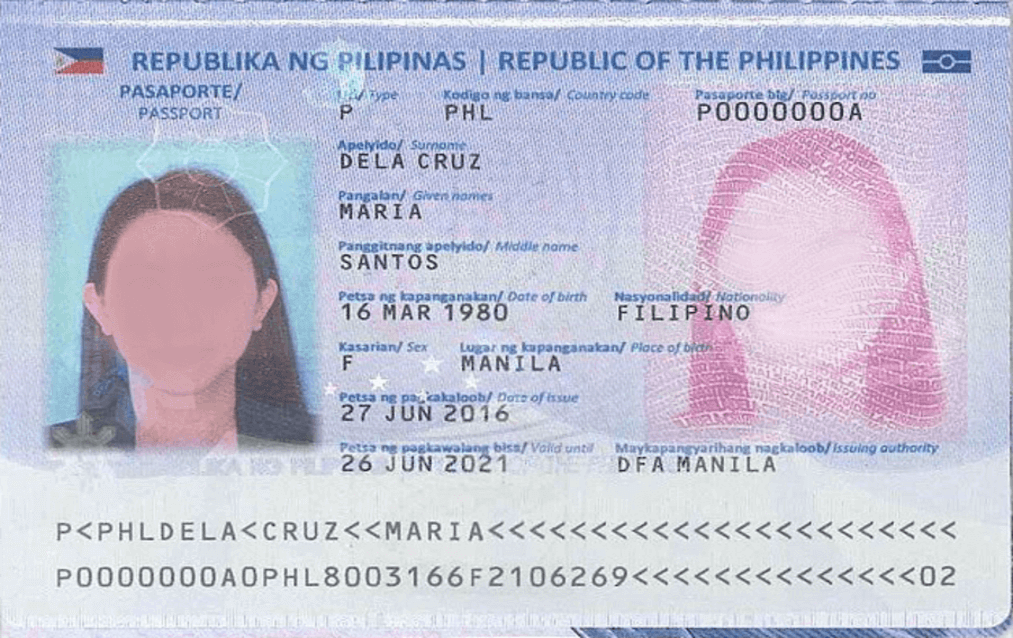 REPUBLIKA NG PILIPINAS | REPUBLIC OF THE PHILIPPINES
PASAPORTE/
PASSPORT
Type Kodigo ng bansa/ Country code Pasaporte blg/ Passport no
P PHL P0000000A
Apelyido/ Surname
DELA CRUZ
Pangalan/ Given names
MARIA
Panggitnang apelyido/ Middle name
SANTOS
Petsa ng kapanganakan/ Date of birth Nasyonalidad/ Nationality
16 MAR 1980 FILIPINO
Kasarian/ Sex Lugar ng kapanganakan/ Place of birth
F MANILA
Petsa ng pagkakaloob/ Date of issue
27 JUN 2016
Petsa ng pagkawalang bisa/ Valid until Maykapangyarihang nagkaloob/ Issuing authority
26 JUN 2021 DFA MANILA
P<PHLDELA<CRUZ<<MARIA<<<<<<<<<<<<<<<<<<<<<<<
P0000000A0PHL8003166F2106269<<<<<<<<<<<<<<02